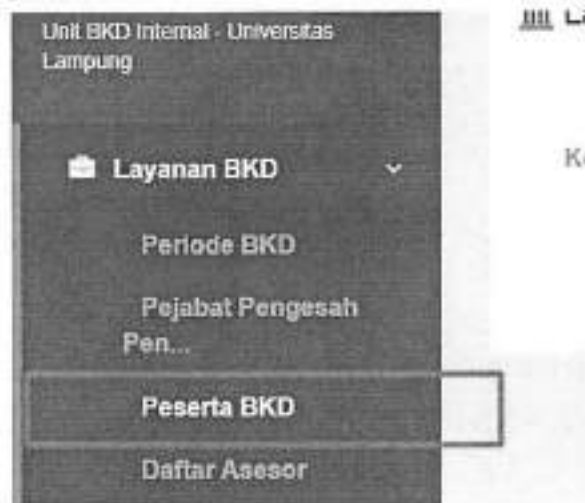 Unit BKD Internal - Universitas
Lampung
Layanan BKD
Periode BKD
Pejabat Pengesah
Pen...
Peserta BKD
Daftar Asesor